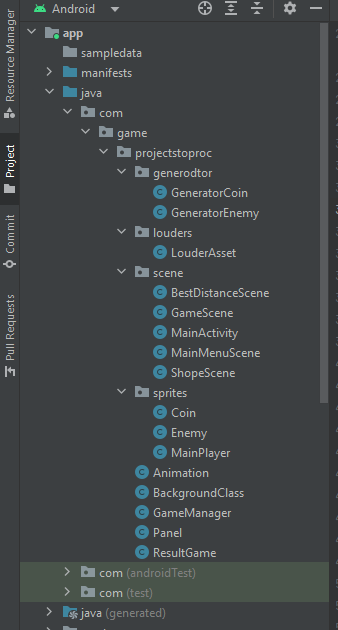 Android
Resource Manager
Project
Commit
Pull Requests
app
sampledata
manifests
java
com
game
projectstoproc
generodtor
GeneratorCoin
GeneratorEnemy
louders
LouderAsset
scene
BestDistanceScene
GameScene
MainActivity
MainMenuScene
ShopeScene
sprites
Coin
Enemy
MainPlayer
Animation
BackgroundClass
GameManager
Panel
ResultGame
com (androidTest)
com (test)
java (generated)